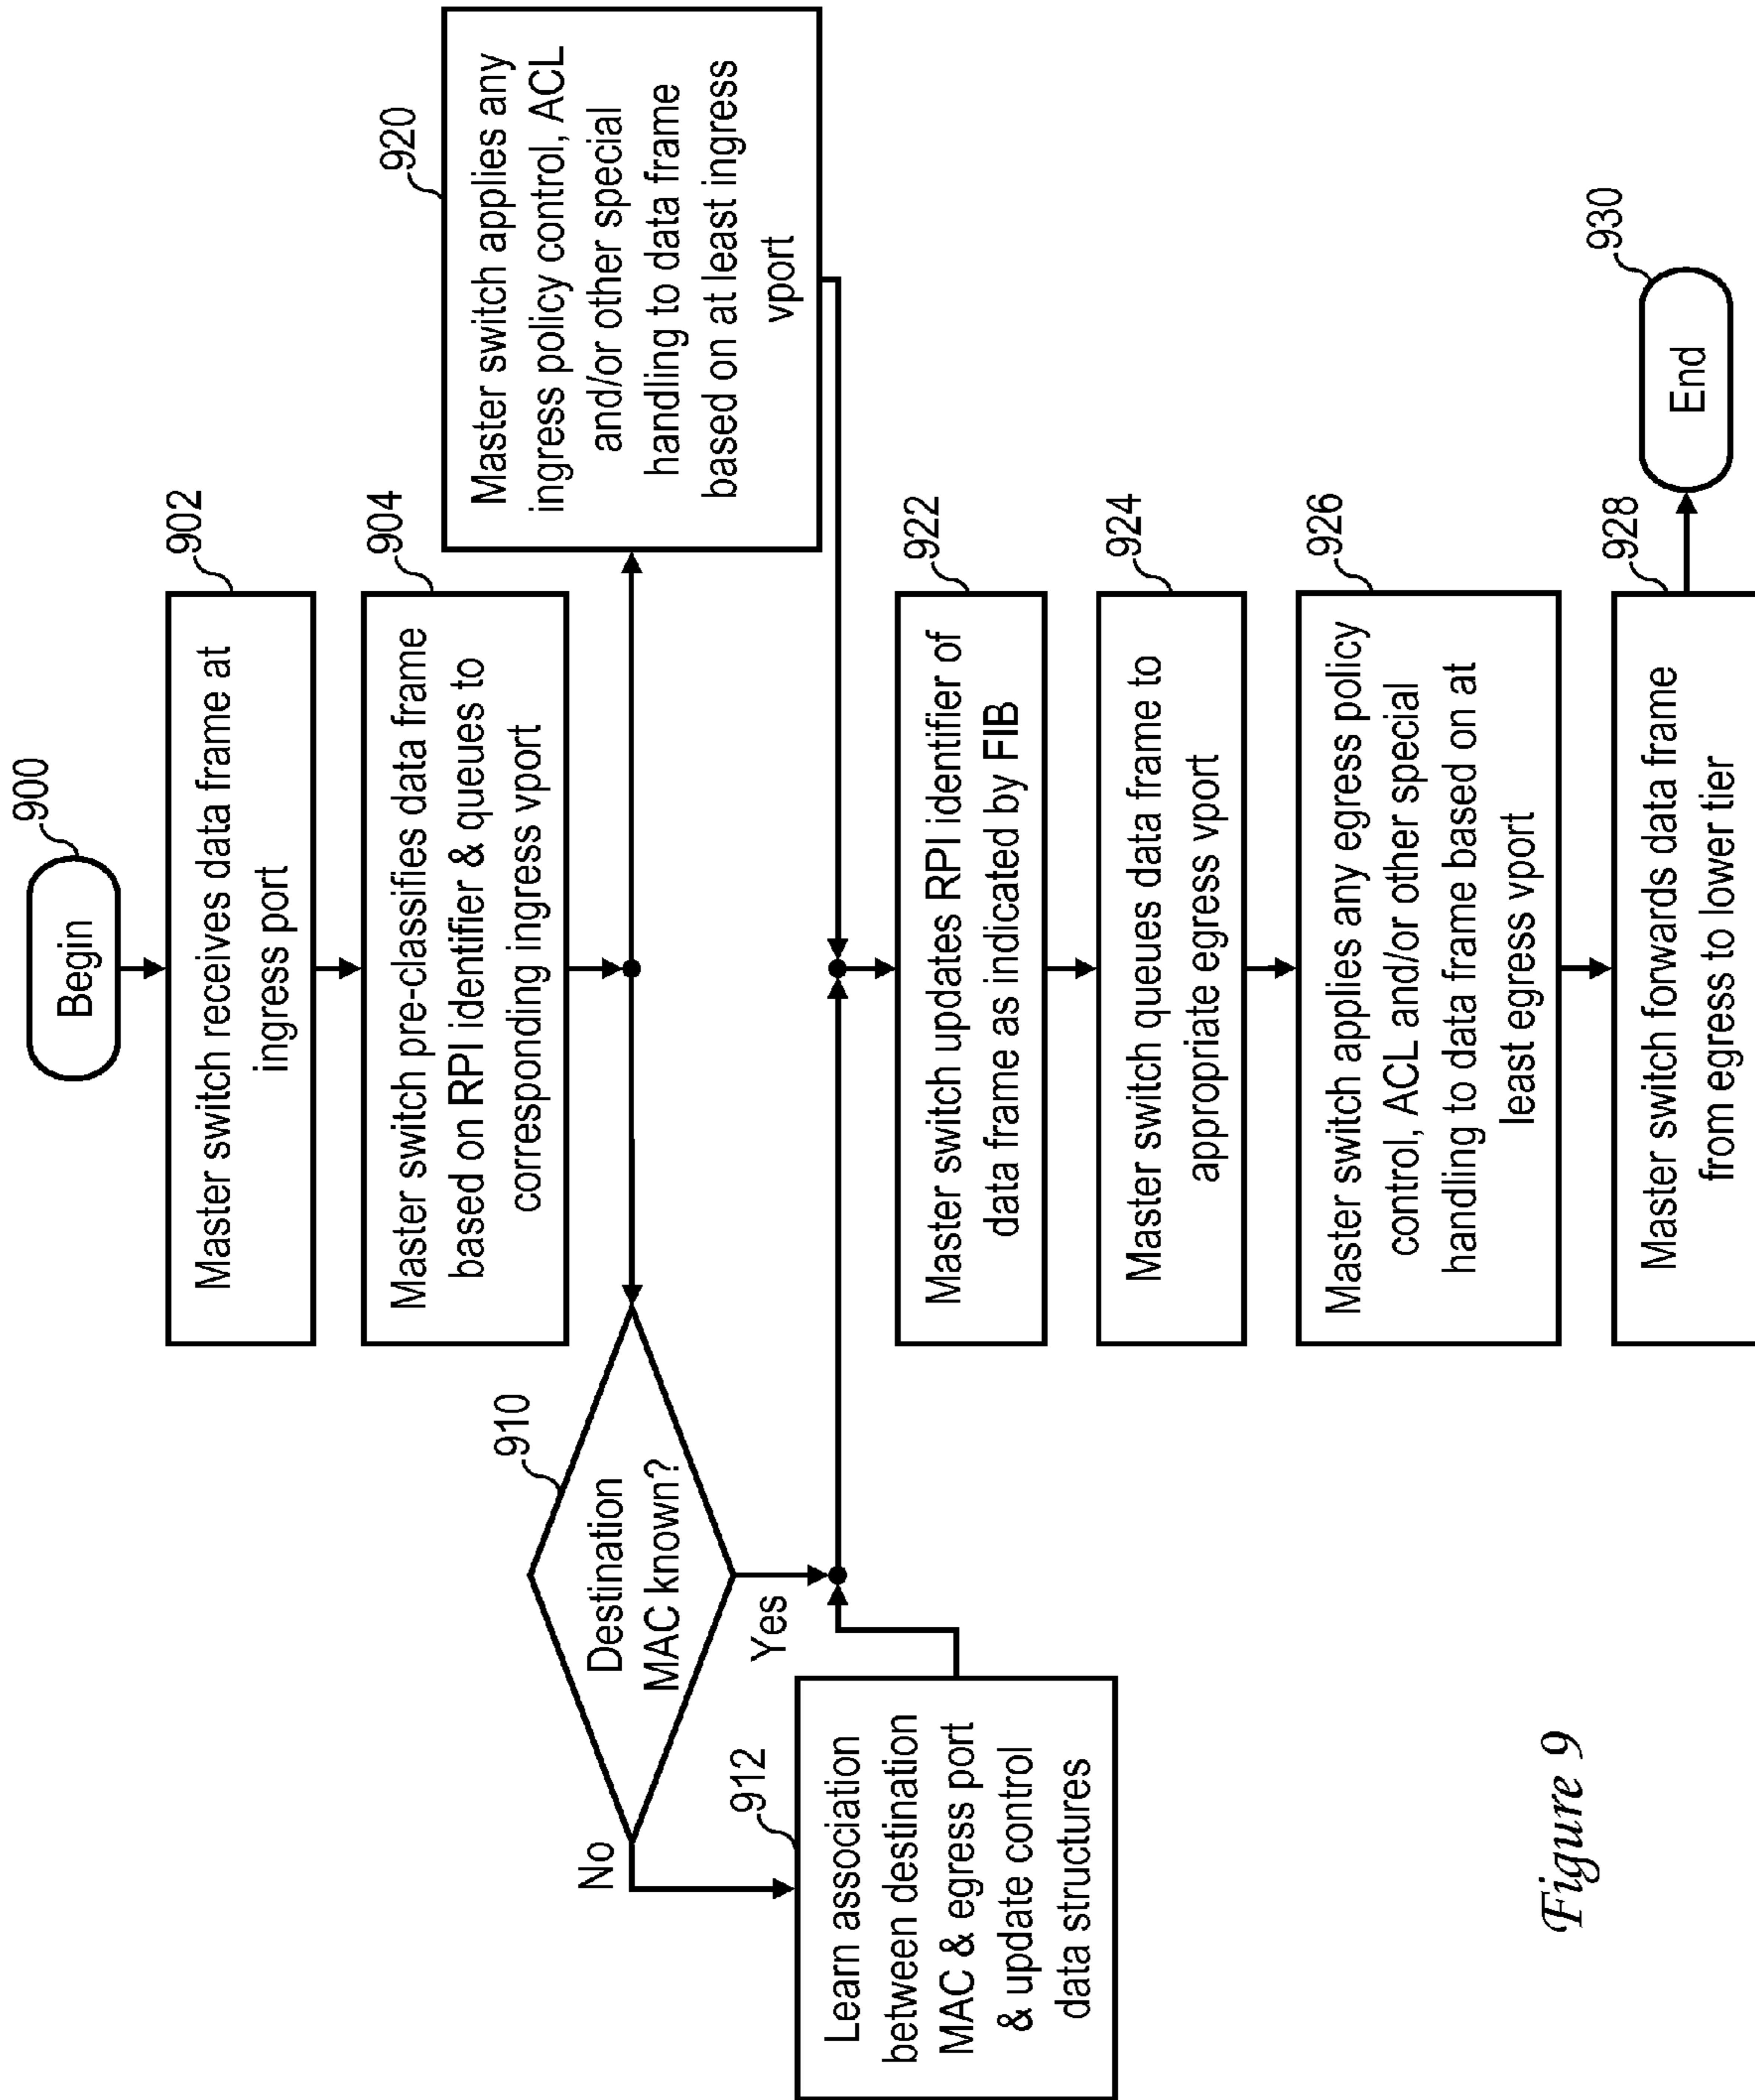 900
Begin
902
Master switch receives data frame at
ingress port
904
Master switch pre-classifies data frame
based on RPI identifier & queues to
corresponding ingress vport
910
Destination
MAC known?
No
Yes
912
Learn association
between destination
MAC & egress port
& update control
data structures
920
Master switch applies any
ingress policy control, ACL
and/or other special
handling to data frame
based on at least ingress
vport
922
Master switch updates RPI identifier of
data frame as indicated by FIB
924
Master switch queues data frame to
appropriate egress vport
926
Master switch applies any egress policy
control, ACL and/or other special
handling to data frame based on at
least egress vport
928
Master switch forwards data frame
from egress to lower tier
930
End
Figure 9